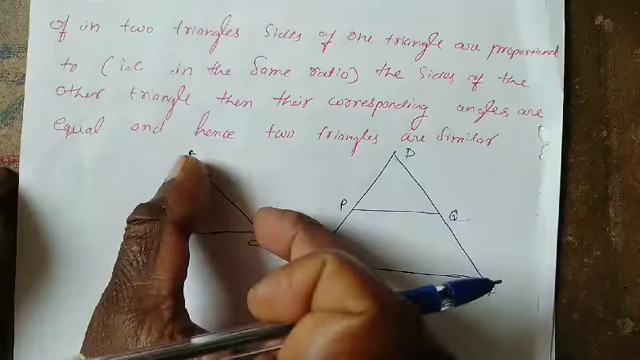 If in two triangles sides of one triangle are proportional
to (i.e in the same ratio) the sides of the
other triangle then their corresponding angles are
equal and hence two triangles are similar
A D
P Q